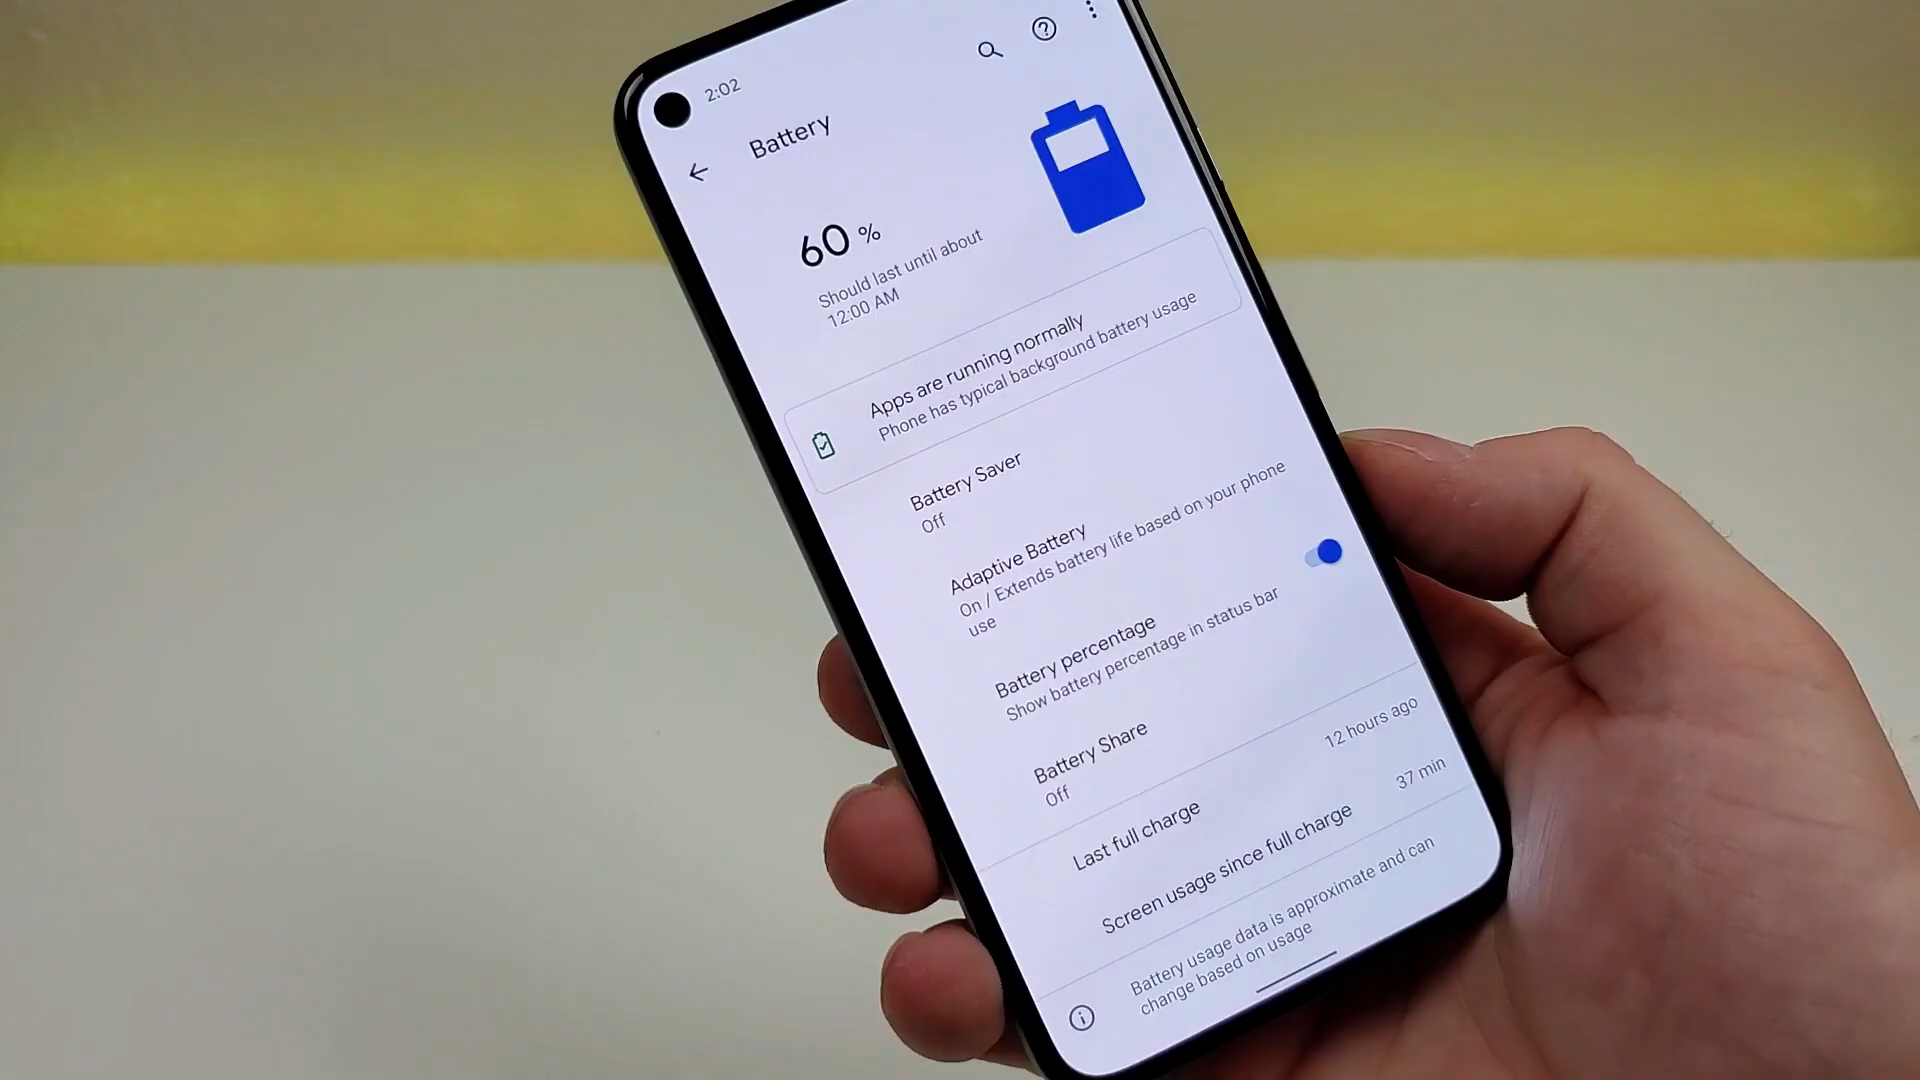 2:02
Battery
60 %
Should last until about
12:00 AM
Apps are running normally
Phone has typical background battery usage
Battery Saver
Off
Adaptive Battery
On / Extends battery life based on your phone
use
Battery percentage
Show battery percentage in status bar
Battery Share
Off
Last full charge
12 hours ago
Screen usage since full charge
37 min
Battery usage data is approximate and can
change based on usage